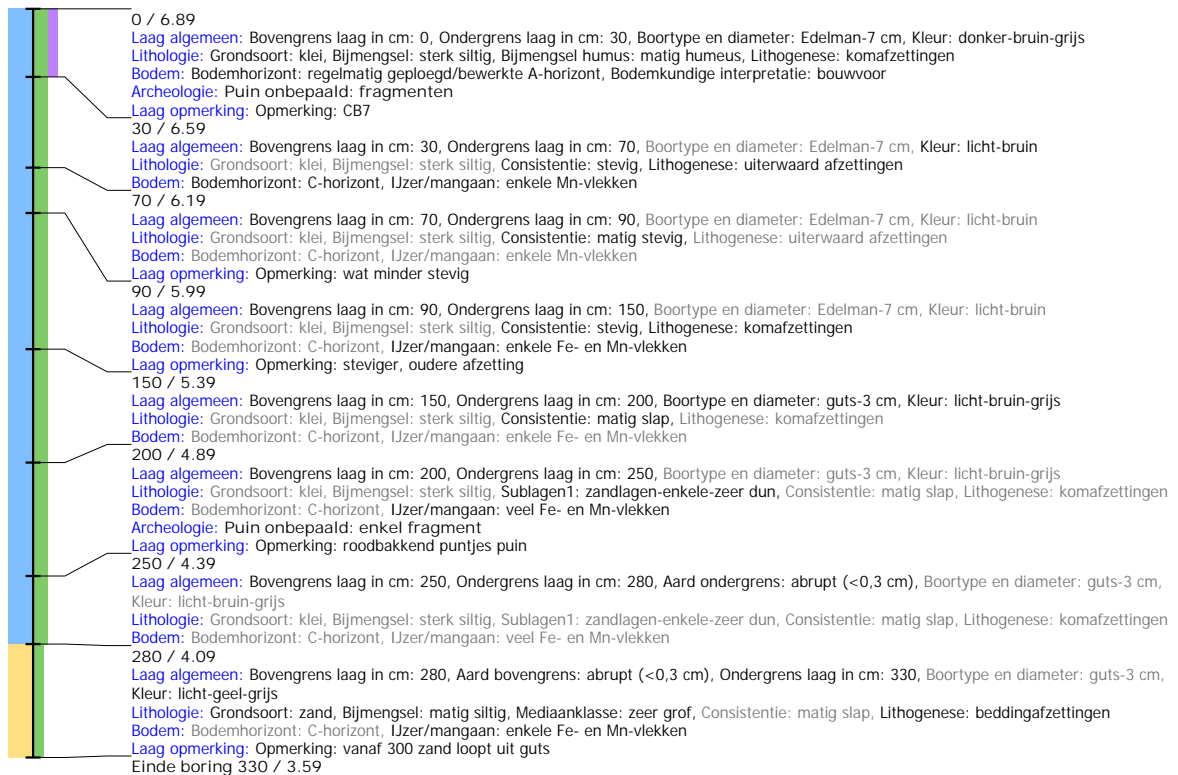 0 / 6.89
Laag algemeen: Bovengrens laag in cm: 0, Ondergrens laag in cm: 30, Boortype en diameter: Edelman-7 cm, Kleur: donker-bruin-grijs
Lithologie: Grondsoort: klei, Bijmengsel: sterk siltig, Bijmengsel humus: matig humeus, Lithogenese: komafzettingen
Bodem: Bodemhorizont: regelmatig geploegd/bewerkte A-horizont, Bodemkundige interpretatie: bouwvoor
Archeologie: Puin onbepaald: fragmenten
Laag opmerking: Opmerking: CB7
30 / 6.59
Laag algemeen: Bovengrens laag in cm: 30, Ondergrens laag in cm: 70, Boortype en diameter: Edelman-7 cm, Kleur: licht-bruin
Lithologie: Grondsoort: klei, Bijmengsel: sterk siltig, Consistentie: stevig, Lithogenese: uiterwaard afzettingen
Bodem: Bodemhorizont: C-horizont, IJzer/mangaan: enkele Mn-vlekken
70 / 6.19
Laag algemeen: Bovengrens laag in cm: 70, Ondergrens laag in cm: 90, Boortype en diameter: Edelman-7 cm, Kleur: licht-bruin
Lithologie: Grondsoort: klei, Bijmengsel: sterk siltig, Consistentie: matig stevig, Lithogenese: uiterwaard afzettingen
Bodem: Bodemhorizont: C-horizont, IJzer/mangaan: enkele Mn-vlekken
Laag opmerking: Opmerking: wat minder stevig
90 / 5.99
Laag algemeen: Bovengrens laag in cm: 90, Ondergrens laag in cm: 150, Boortype en diameter: Edelman-7 cm, Kleur: licht-bruin
Lithologie: Grondsoort: klei, Bijmengsel: sterk siltig, Consistentie: stevig, Lithogenese: komafzettingen
Bodem: Bodemhorizont: C-horizont, IJzer/mangaan: enkele Fe- en Mn-vlekken
Laag opmerking: Opmerking: steviger, oudere afzetting
150 / 5.39
Laag algemeen: Bovengrens laag in cm: 150, Ondergrens laag in cm: 200, Boortype en diameter: guts-3 cm, Kleur: licht-bruin-grijs
Lithologie: Grondsoort: klei, Bijmengsel: sterk siltig, Consistentie: matig slap, Lithogenese: komafzettingen
Bodem: Bodemhorizont: C-horizont, IJzer/mangaan: enkele Fe- en Mn-vlekken
200 / 4.89
Laag algemeen: Bovengrens laag in cm: 200, Ondergrens laag in cm: 250, Boortype en diameter: guts-3 cm, Kleur: licht-bruin-grijs
Lithologie: Grondsoort: klei, Bijmengsel: sterk siltig, Sublagen1: zandlagen-enkele-zeer dun, Consistentie: matig slap, Lithogenese: komafzettingen
Bodem: Bodemhorizont: C-horizont, IJzer/mangaan: veel Fe- en Mn-vlekken
Archeologie: Puin onbepaald: enkel fragment
Laag opmerking: Opmerking: roodbakkend puntjes puin
250 / 4.39
Laag algemeen: Bovengrens laag in cm: 250, Ondergrens laag in cm: 280, Aard ondergrens: abrupt (<0,3 cm), Boortype en diameter: guts-3 cm,
Kleur: licht-bruin-grijs
Lithologie: Grondsoort: klei, Bijmengsel: sterk siltig, Sublagen1: zandlagen-enkele-zeer dun, Consistentie: matig slap, Lithogenese: komafzettingen
Bodem: Bodemhorizont: C-horizont, IJzer/mangaan: veel Fe- en Mn-vlekken
280 / 4.09
Laag algemeen: Bovengrens laag in cm: 280, Aard bovengrens: abrupt (<0,3 cm), Ondergrens laag in cm: 330, Boortype en diameter: guts-3 cm,
Kleur: licht-geel-grijs
Lithologie: Grondsoort: zand, Bijmengsel: matig siltig, Mediaanklasse: zeer grof, Consistentie: matig slap, Lithogenese: beddingafzettingen
Bodem: Bodemhorizont: C-horizont, IJzer/mangaan: enkele Fe- en Mn-vlekken
Laag opmerking: Opmerking: vanaf 300 zand loopt uit guts
Einde boring 330 / 3.59